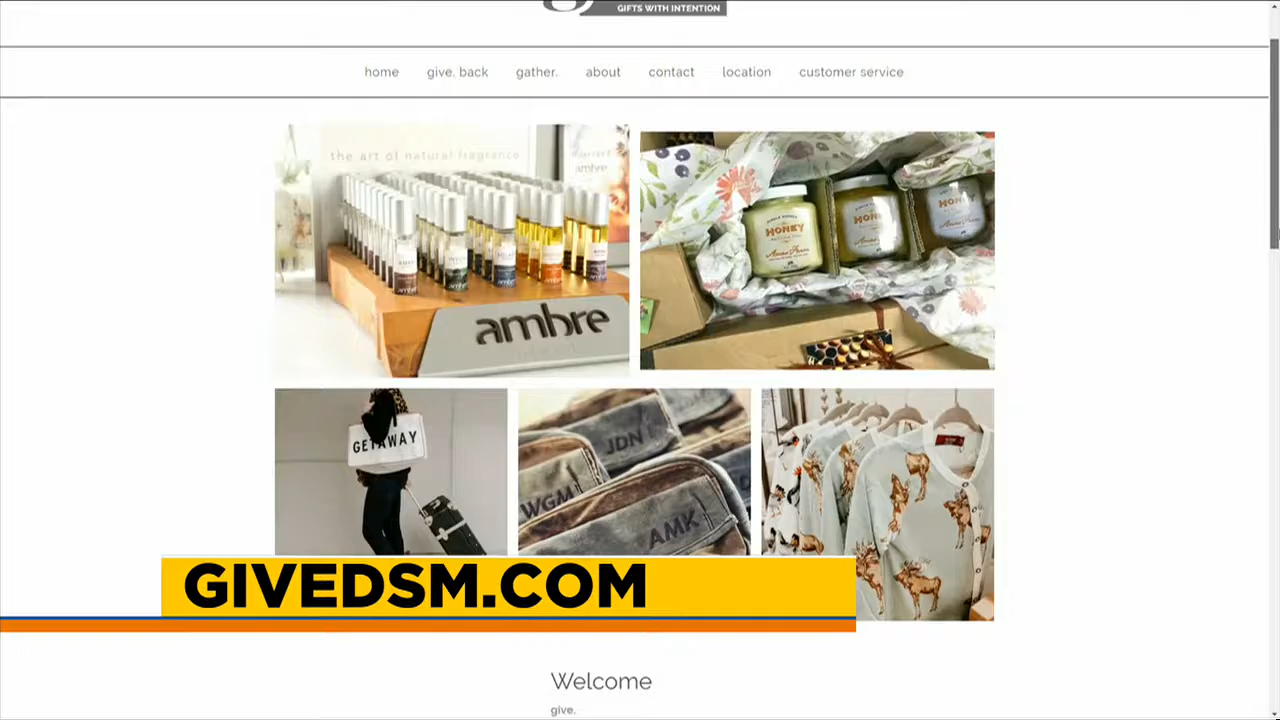 GIFTS WITH INTENTION
home give. back gather. about contact location customer service
the art of natural fragrance
ambre
ambre
HONEY
HONEY
HONEY
GETAWAY
JDN
WGM
AMK
GIVEDSM.COM
Welcome
give.